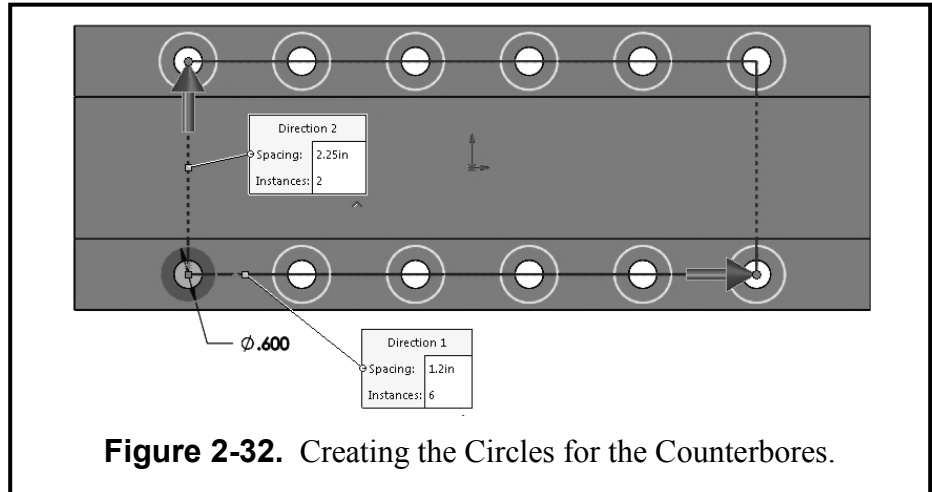 Direction 2
Spacing: 2.25in
Instances: 2
Ø.600
Direction 1
Spacing: 1.2in
Instances: 6
Figure 2-32. Creating the Circles for the Counterbores.